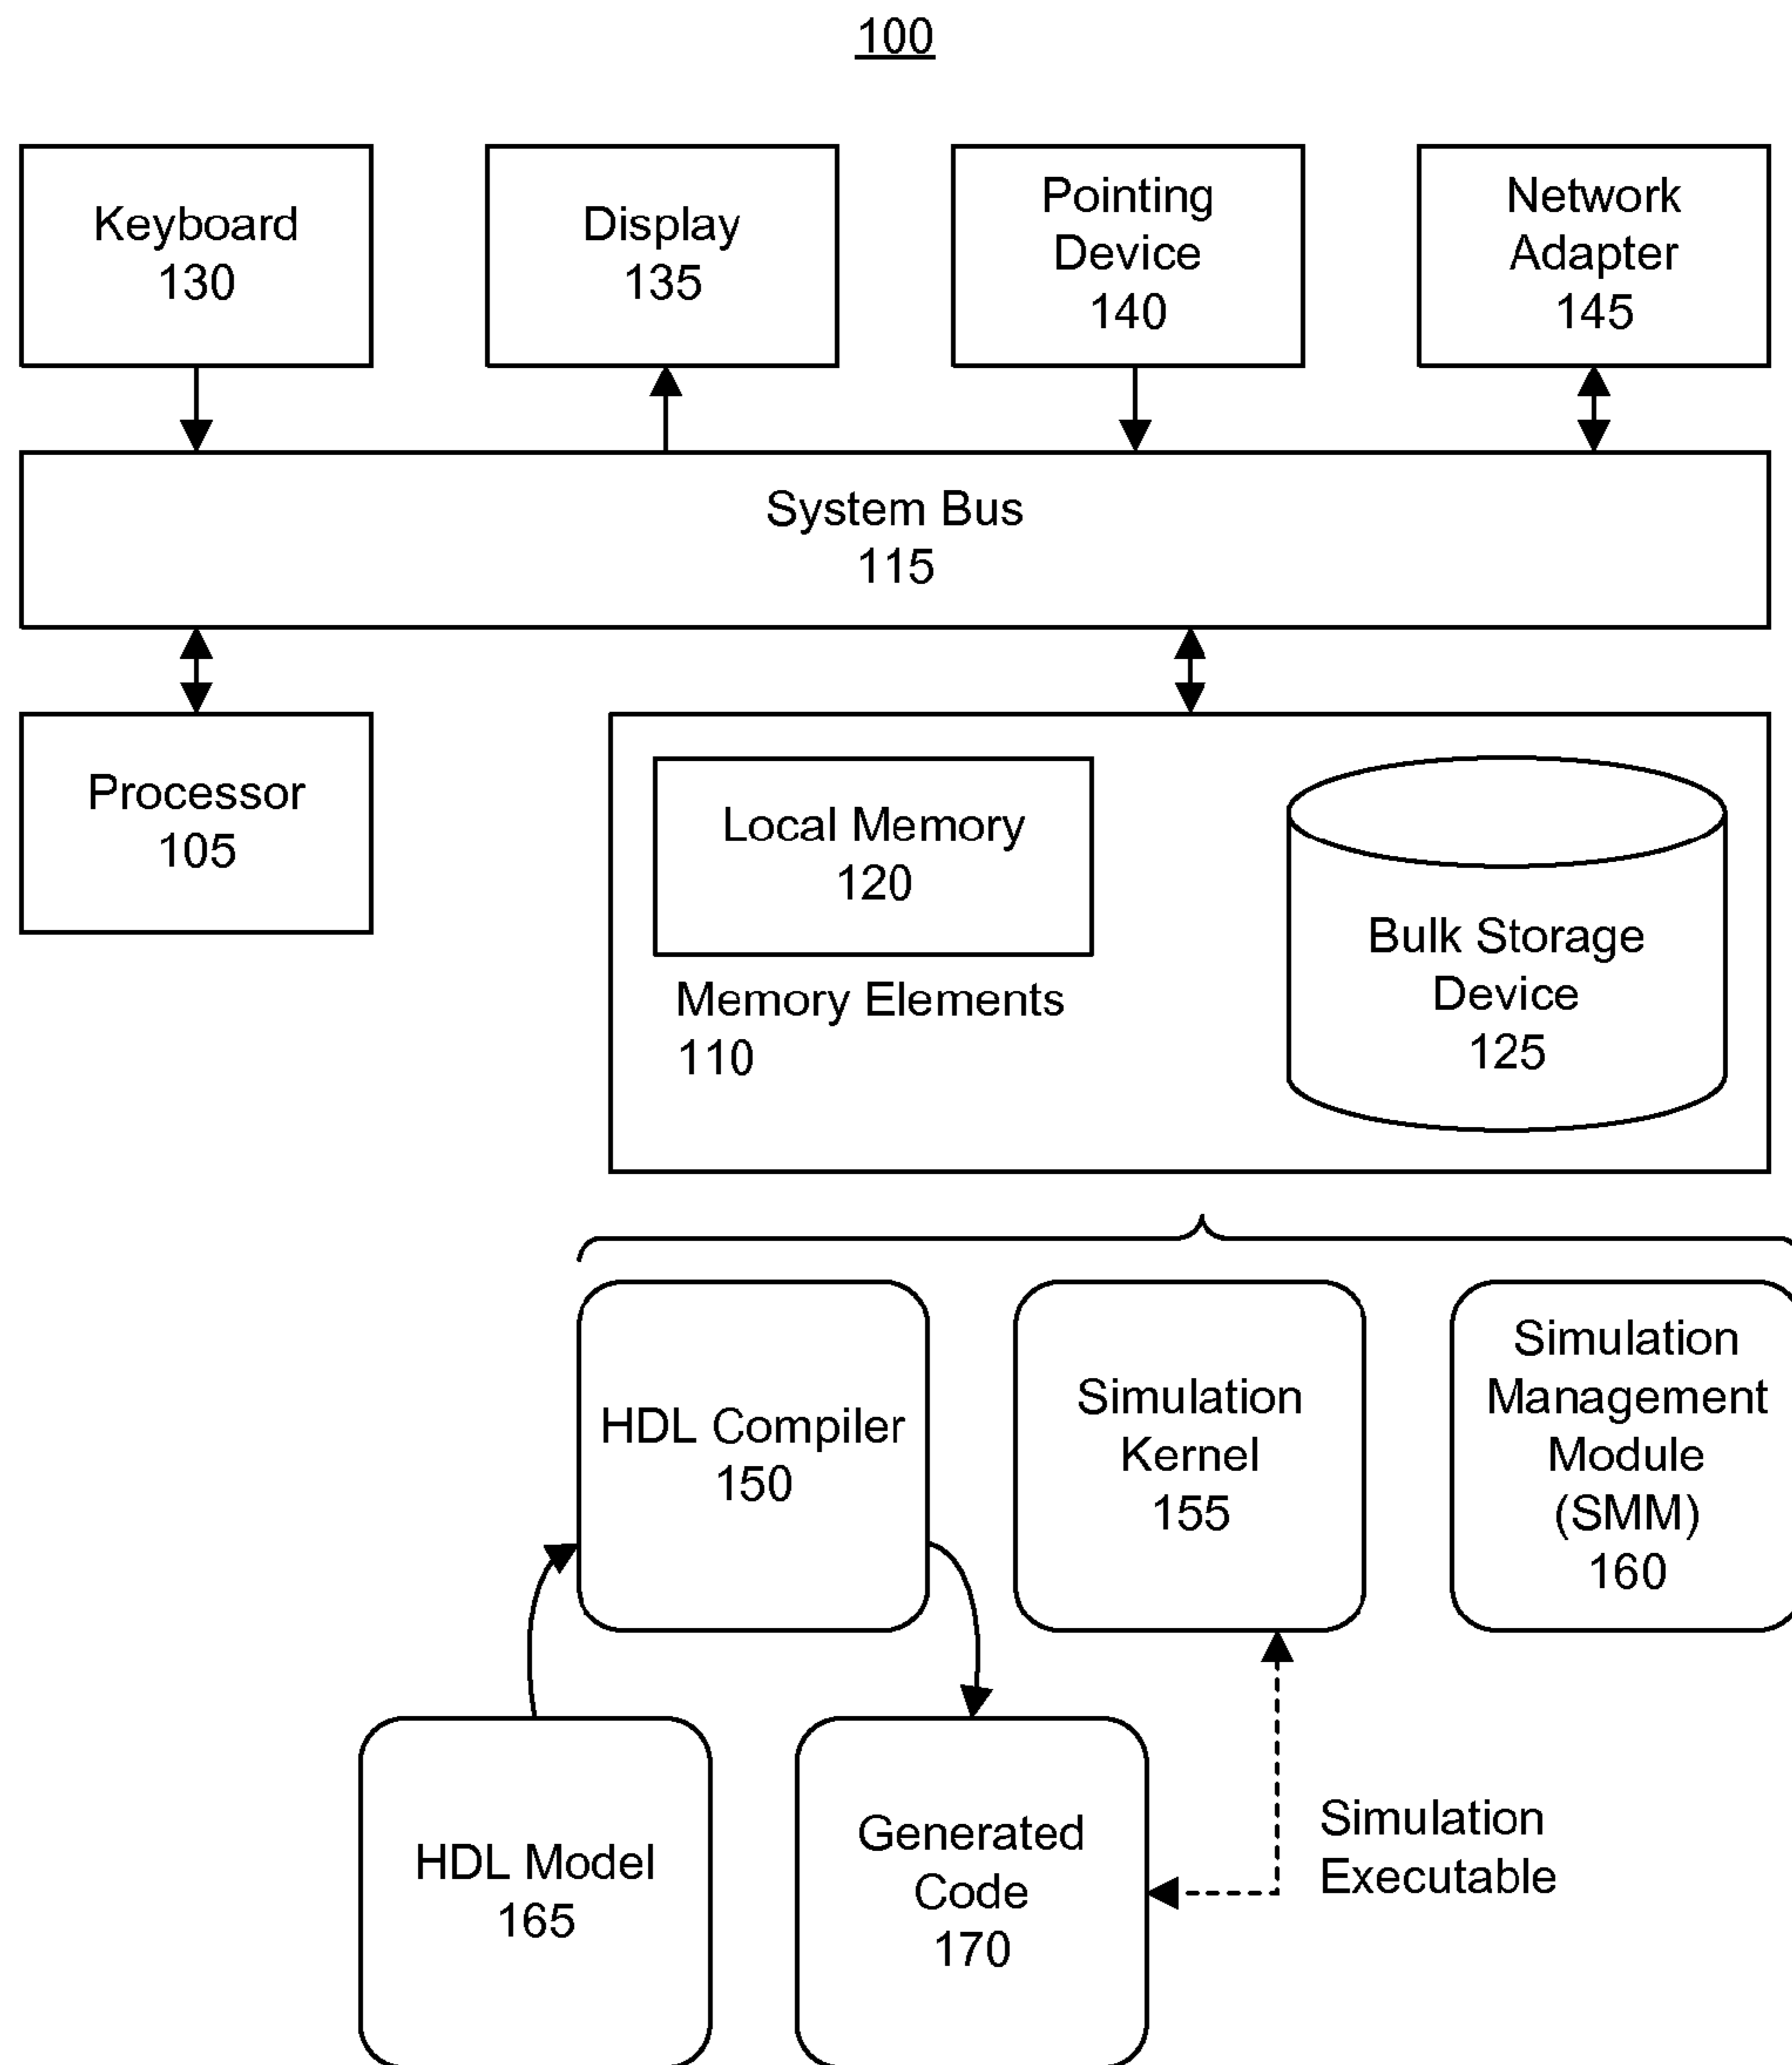 100
Keyboard
130
Display
135
Pointing
Device
140
Network
Adapter
145
System Bus
115
Processor
105
Local Memory
120
Memory Elements
110
Bulk Storage
Device
125
HDL Compiler
150
Simulation
Kernel
155
Simulation
Management
Module
(SMM)
160
HDL Model
165
Generated
Code
170
Simulation
Executable